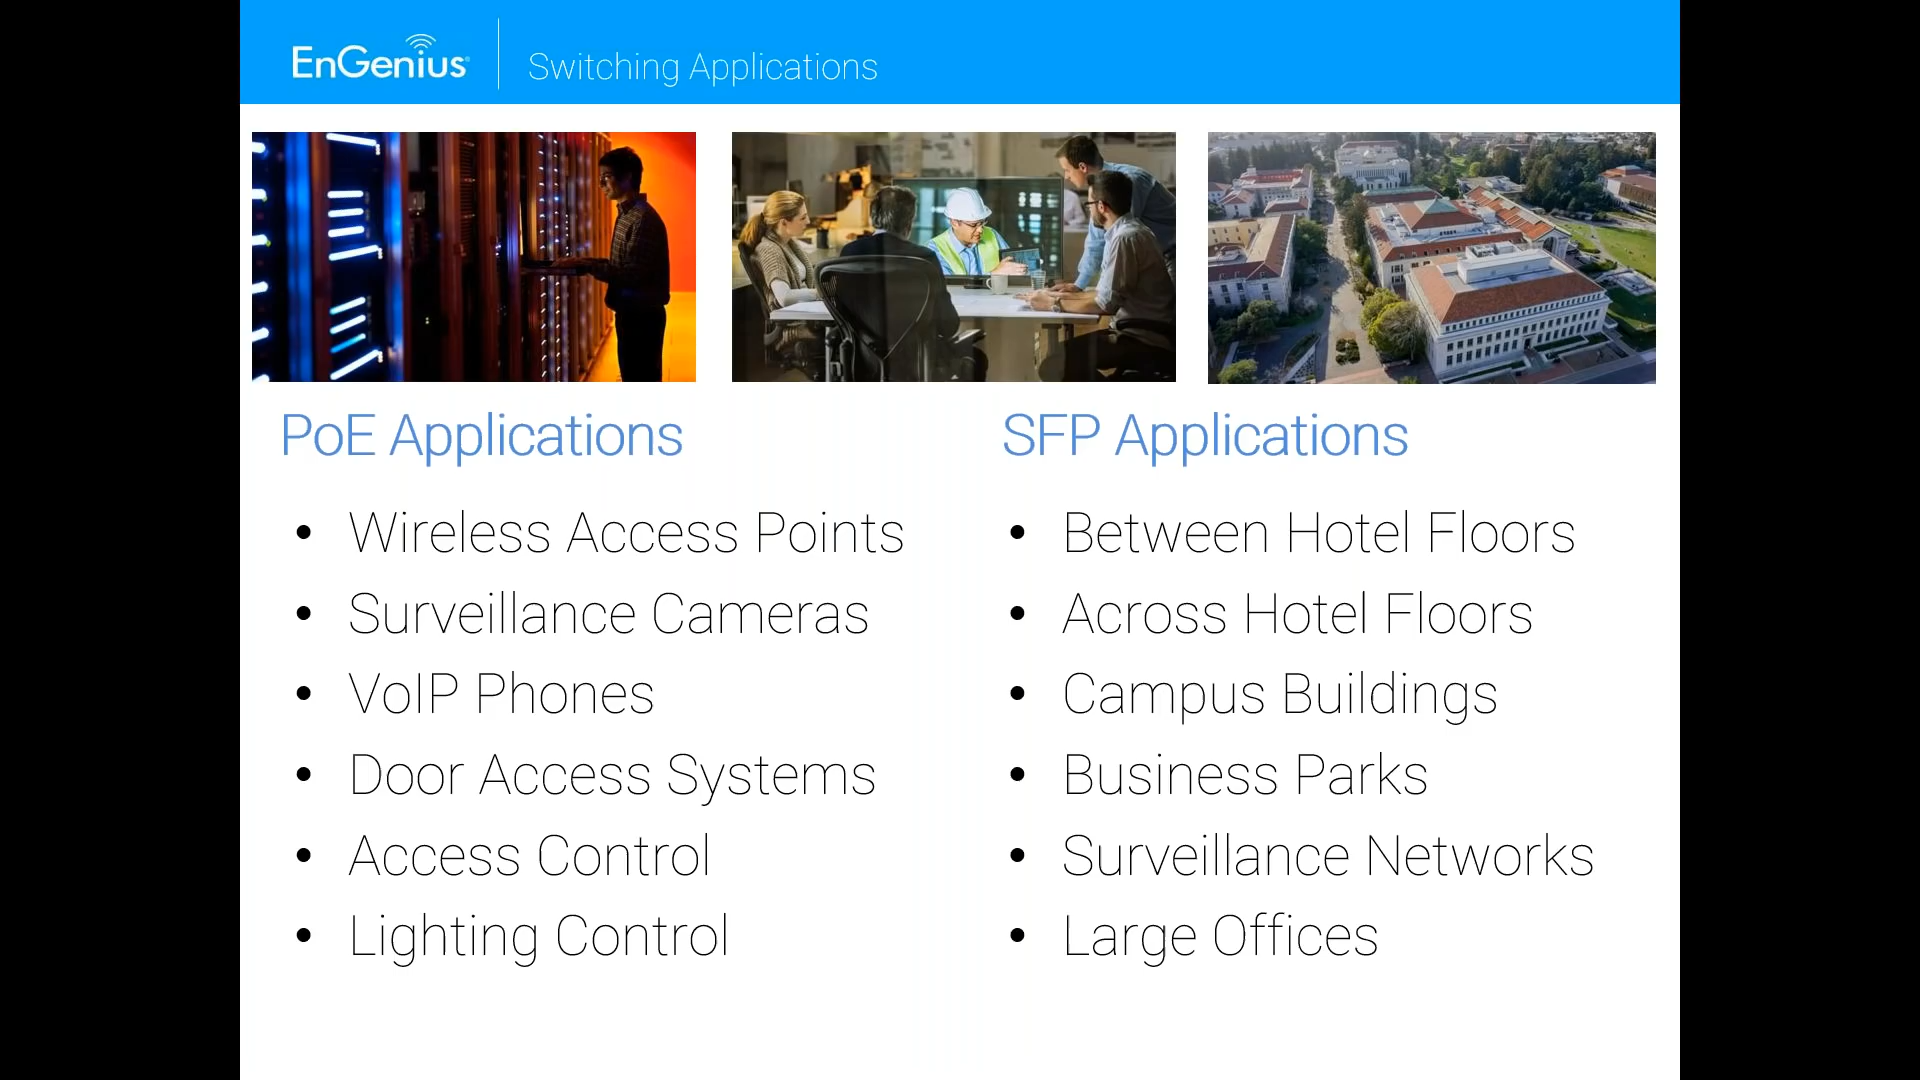 EnGenius
Switching Applications
PoE Applications
• Wireless Access Points
• Surveillance Cameras
• VoIP Phones
• Door Access Systems
• Access Control
• Lighting Control
SFP Applications
• Between Hotel Floors
• Across Hotel Floors
• Campus Buildings
• Business Parks
• Surveillance Networks
• Large Offices